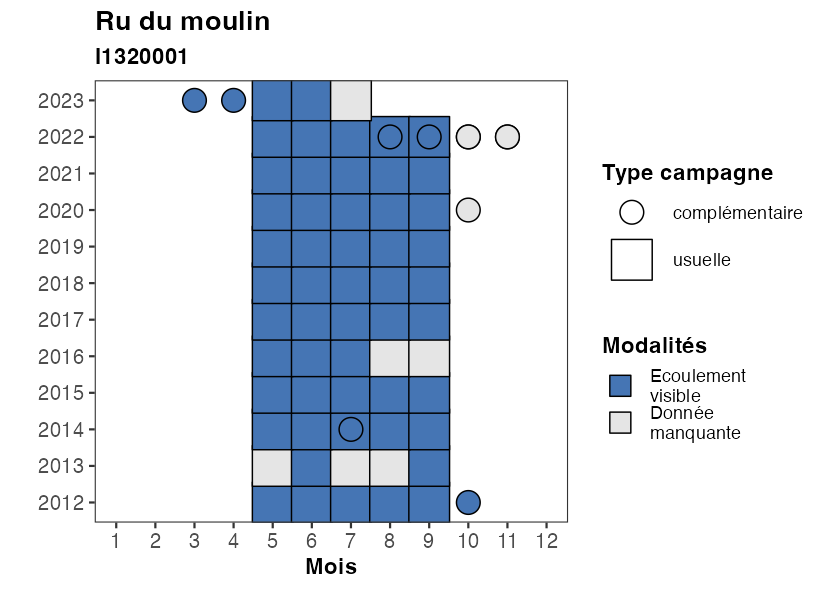 Ru du moulin
I1320001
2023
2022
2021
2020
2019
2018
2017
2016
2015
2014
2013
2012
1 2 3 4 5 6 7 8 9 10 11 12
Mois
Type campagne
complémentaire
usuelle
Modalités
Ecoulement
visible
Donnée
manquante